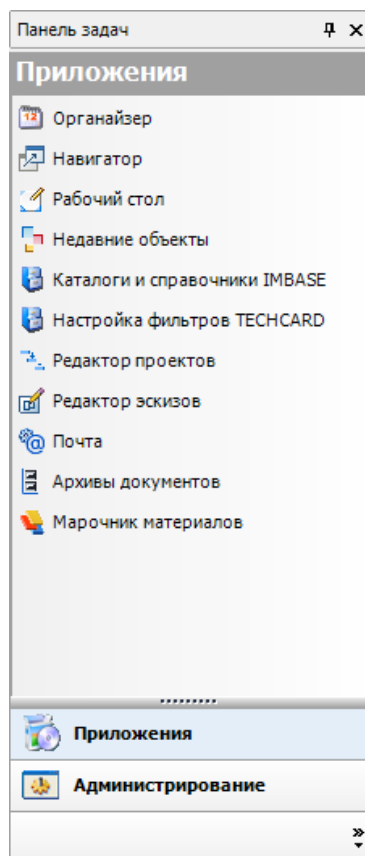 Панель задач
Приложения
12
Органайзер
Навигатор
Рабочий стол
Недавние объекты
Каталоги и справочники IMBASE
Настройка фильтров TECHCARD
Редактор проектов
Редактор эскизов
Почта
Архивы документов
Марочник материалов
Приложения
Администрирование